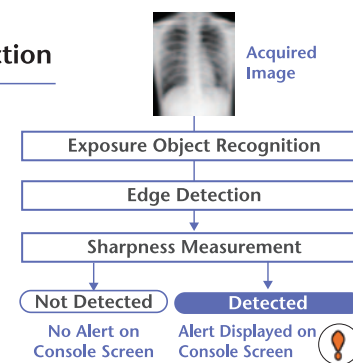 Acquired
Image
Exposure Object Recognition
Edge Detection
Sharpness Measurement
Not Detected
Detected
No Alert on
Console Screen
Alert Displayed on
Console Screen